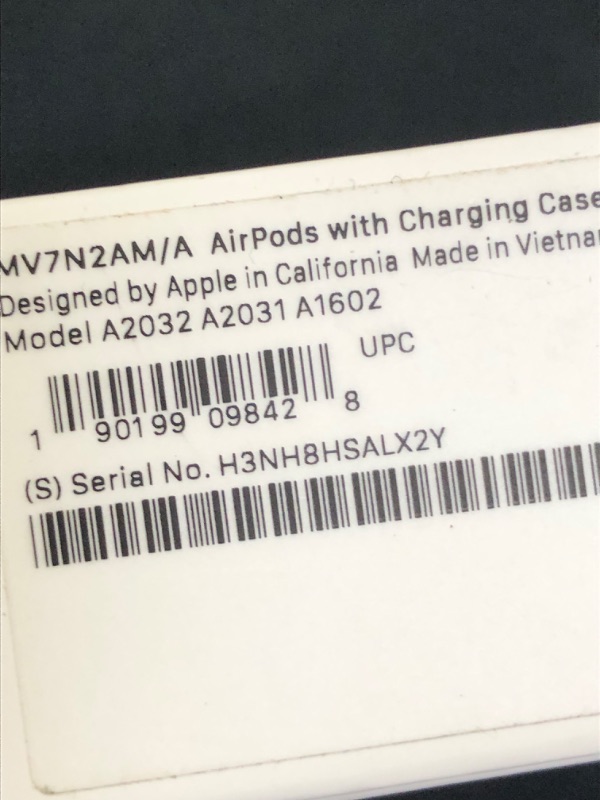 MV7N2AM/A AirPods with Charging Case
Designed by Apple in California Made in Vietna
Model A2032 A2031 A1602
UPC
1 90199 09842 8
(S) Serial No. H3NH8HSALX2Y